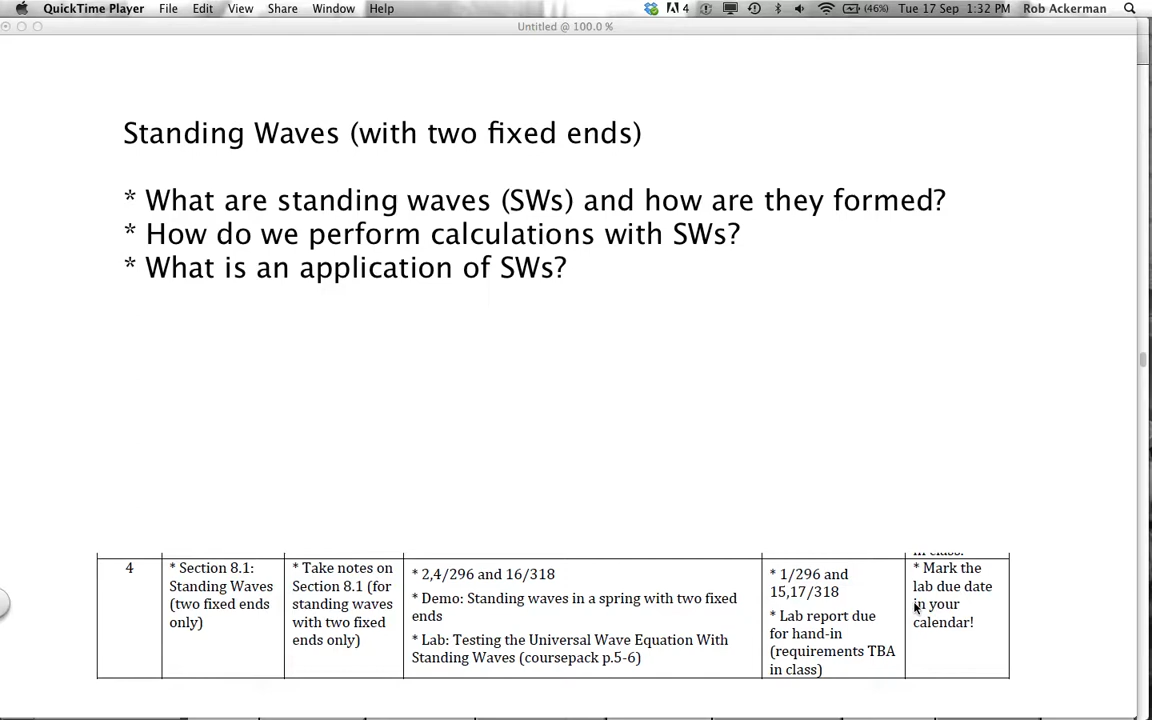 QuickTime Player File Edit View Share Window Help 4 (46%) Tue 17 Sep 1:32 PM Rob Ackerman
Untitled @ 100.0 %
Standing Waves (with two fixed ends)
* What are standing waves (SWs) and how are they formed?
* How do we perform calculations with SWs?
* What is an application of SWs?
4
* Section 8.1:
Standing Waves
(two fixed ends
only)
* Take notes on
Section 8.1 (for
standing waves
with two fixed
ends only)
* 2,4/296 and 16/318
* Demo: Standing waves in a spring with two fixed
ends
* Lab: Testing the Universal Wave Equation With
Standing Waves (coursepack p.5-6)
* 1/296 and
15,17/318
* Lab report due
for hand-in
(requirements TBA
in class)
in class.
* Mark the
lab due date
in your
calendar!